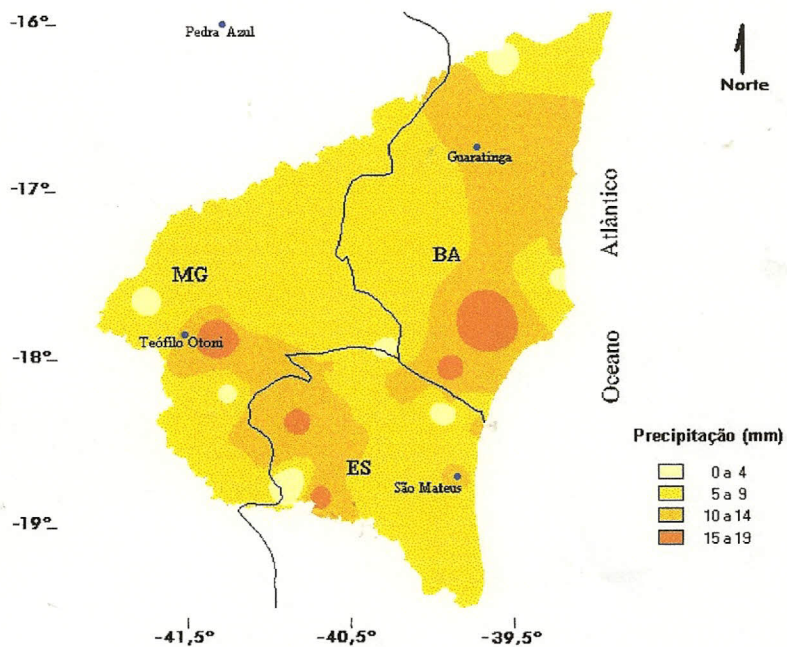 -16°
Pedra Azul
Norte
Guaratinga
-17°
Atlântico
BA
MG
Teófilo Otoni
-18°
Oceano
Precipitação (mm)
0 a 4
5 a 9
10 a 14
15 a 19
ES
São Mateus
-19°
-41,5°
-40,5°
-39,5°